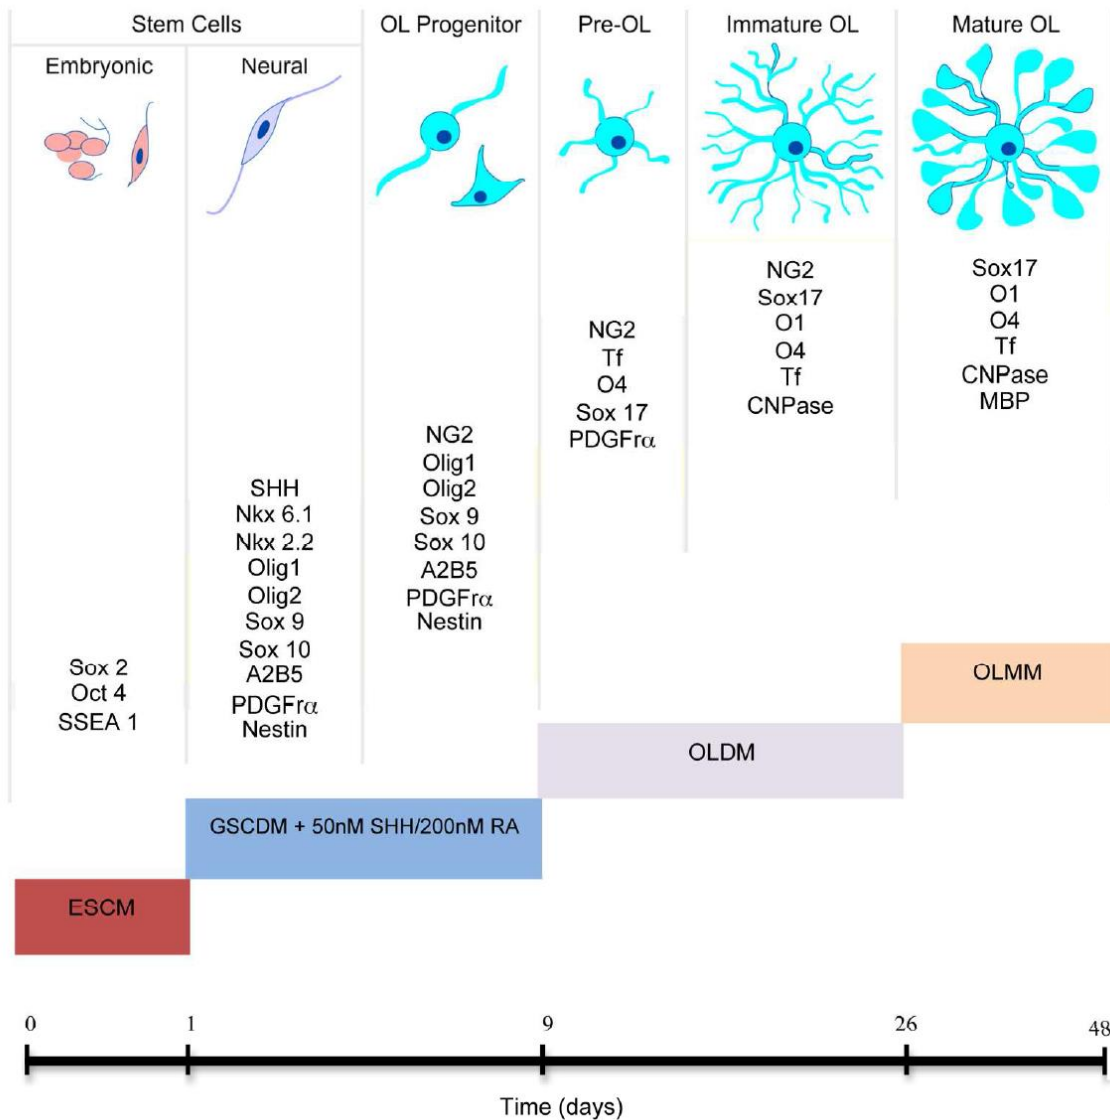 Stem Cells
OL Progenitor
Pre-OL
Immature OL
Mature OL
Embryonic
Neural
Sox 2
Oct 4
SSEA 1
SHH
Nkx 6.1
Nkx 2.2
Olig1
Olig2
Sox 9
Sox 10
A2B5
PDGFrα
Nestin
NG2
Olig1
Olig2
Sox 9
Sox 10
A2B5
PDGFrα
Nestin
NG2
Tf
O4
Sox 17
PDGFrα
NG2
Sox17
O1
O4
Tf
CNPase
Sox17
O1
O4
Tf
CNPase
MBP
OLMM
OLDM
GSCDM + 50nM SHH/200nM RA
ESCM
0 1 9 26 48
Time (days)